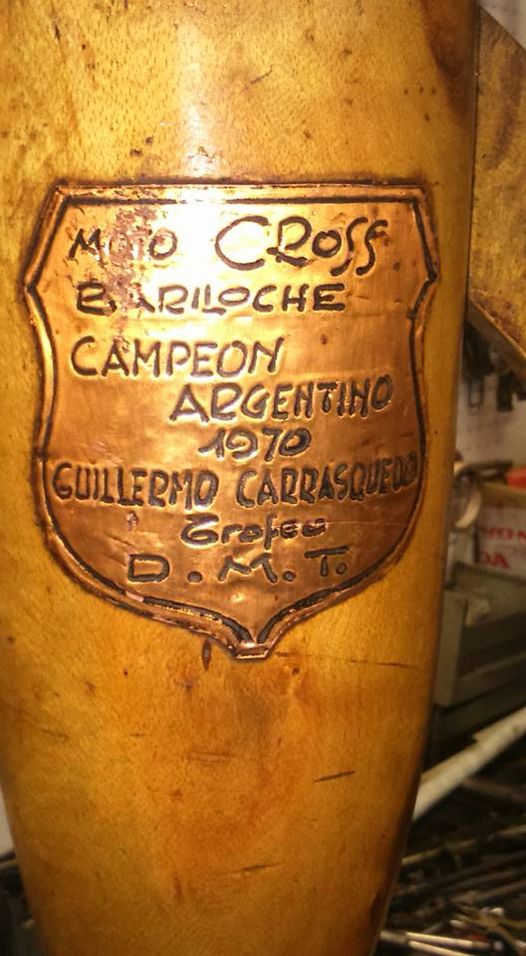 MOTO CROSS
BARILOCHE
CAMPEON
ARGENTINO
1970
GUILLERMO CARRASQUEDO
Trofeo
D.M.T.